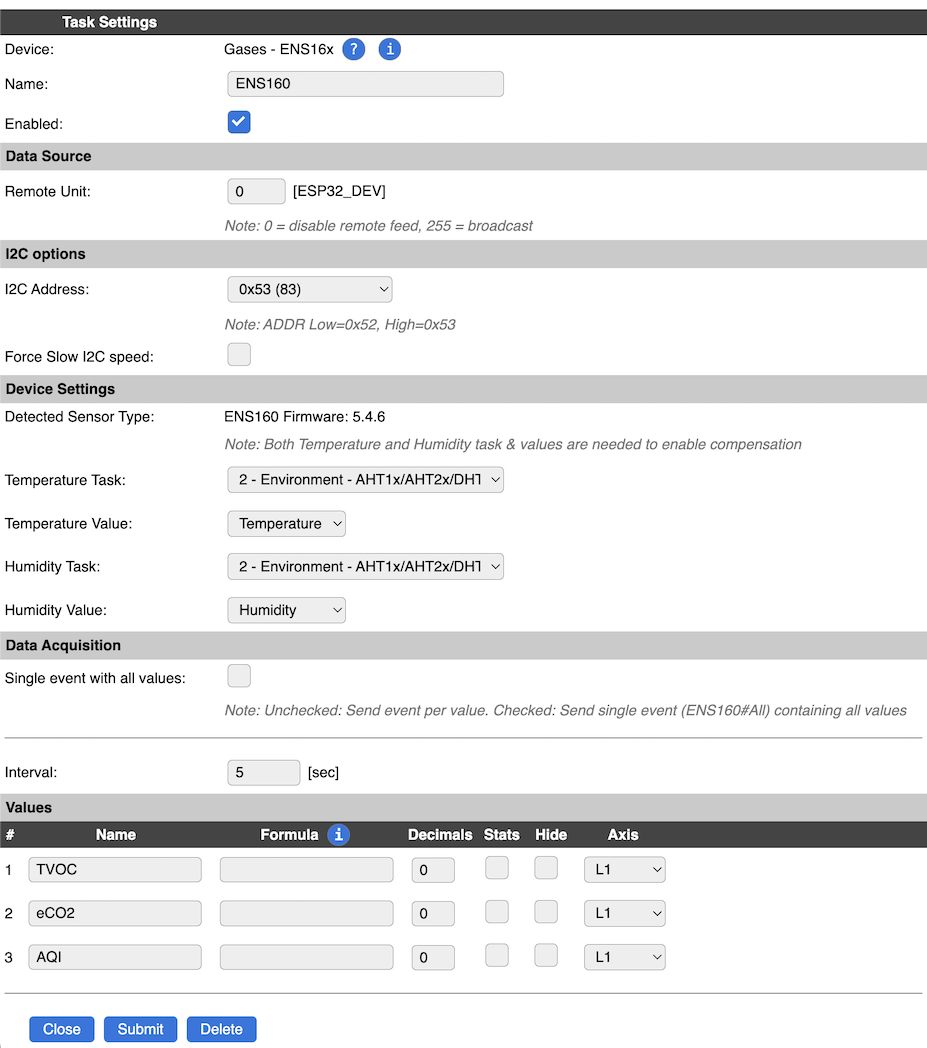 Task Settings
Device: Gases - ENS16x ? i
Name: ENS160
Enabled:
Data Source
Remote Unit: 0 [ESP32_DEV]
Note: 0 = disable remote feed, 255 = broadcast
I2C options
I2C Address: 0x53 (83)
Note: ADDR Low=0x52, High=0x53
Force Slow I2C speed:
Device Settings
Detected Sensor Type: ENS160 Firmware: 5.4.6
Note: Both Temperature and Humidity task & values are needed to enable compensation
Temperature Task: 2 - Environment - AHT1x/AHT2x/DHT
Temperature Value: Temperature
Humidity Task: 2 - Environment - AHT1x/AHT2x/DHT
Humidity Value: Humidity
Data Acquisition
Single event with all values:
Note: Unchecked: Send event per value. Checked: Send single event (ENS160#All) containing all values
Interval: 5 [sec]
Values
# Name Formula i Decimals Stats Hide Axis
1 TVOC 0 L1
2 eCO2 0 L1
3 AQI 0 L1
Close Submit Delete